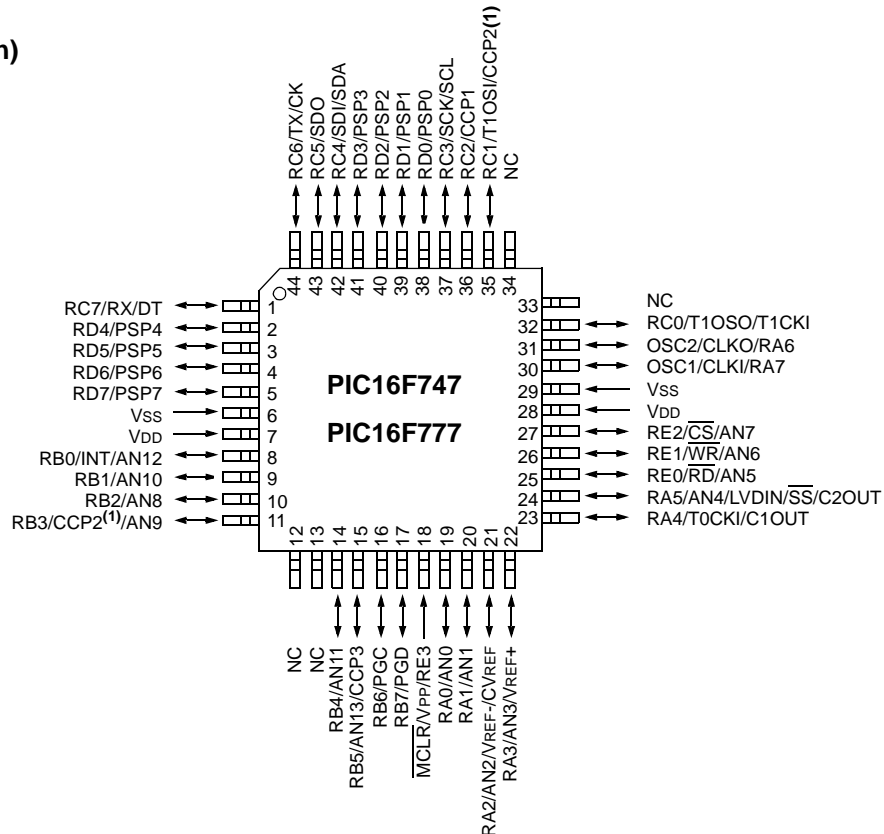 n)
RC6/TX/CK
RC5/SDO
RC4/SDI/SDA
RD3/PSP3
RD2/PSP2
RD1/PSP1
RD0/PSP0
RC3/SCK/SCL
RC2/CCP1
RC1/T1OSI/CCP2(1)
NC
44
43
42
41
40
39
38
37
36
35
34
RC7/RX/DT 1
RD4/PSP4 2
RD5/PSP5 3
RD6/PSP6 4
RD7/PSP7 5
VSS 6
VDD 7
RB0/INT/AN12 8
RB1/AN10 9
RB2/AN8 10
RB3/CCP2(1)/AN9 11
PIC16F747
PIC16F777
33 NC
32 RC0/T1OSO/T1CKI
31 OSC2/CLKO/RA6
30 OSC1/CLKI/RA7
29 VSS
28 VDD
27 RE2/CS/AN7
26 RE1/WR/AN6
25 RE0/RD/AN5
24 RA5/AN4/LVDIN/SS/C2OUT
23 RA4/T0CKI/C1OUT
12
13
14
15
16
17
18
19
20
21
22
NC
NC
RB4/AN11
RB5/AN13/CCP3
RB6/PGC
RB7/PGD
MCLR/VPP/RE3
RA0/AN0
RA1/AN1
RA2/AN2/VREF-/CVREF
RA3/AN3/VREF+